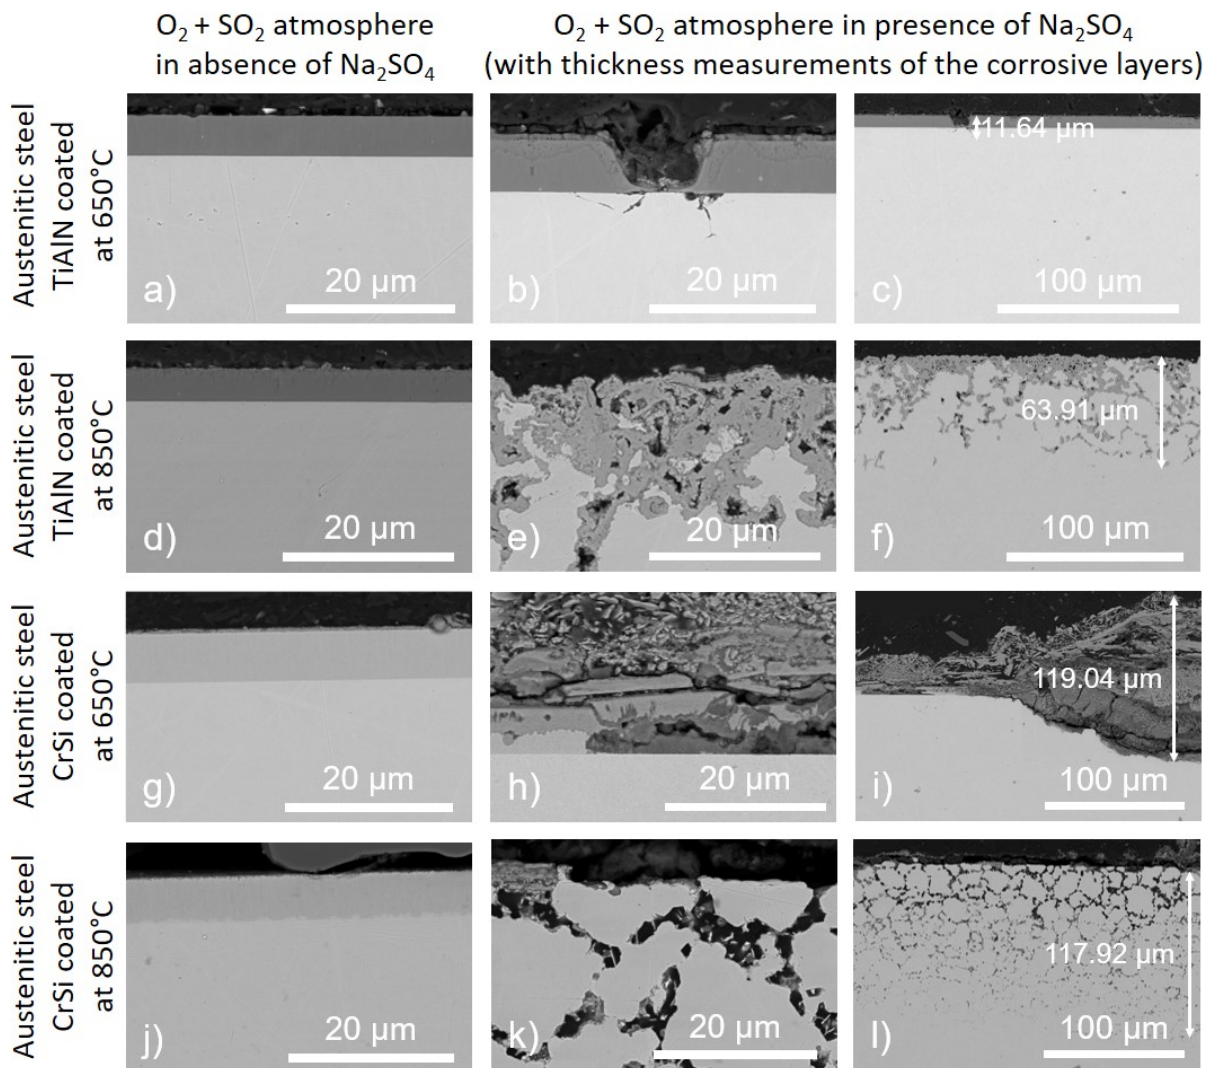 O₂ + SO₂ atmosphere
in absence of Na₂SO₄
O₂ + SO₂ atmosphere in presence of Na₂SO₄
(with thickness measurements of the corrosive layers)
Austenitic steel
TiAlN coated
at 650°C
a)
20 µm
b)
20 µm
c)
11.64 µm
100 µm
Austenitic steel
TiAlN coated
at 850°C
d)
20 µm
e)
20 µm
f)
63.91 µm
100 µm
Austenitic steel
CrSi coated
at 650°C
g)
20 µm
h)
20 µm
i)
119.04 µm
100 µm
Austenitic steel
CrSi coated
at 850°C
j)
20 µm
k)
20 µm
l)
117.92 µm
100 µm